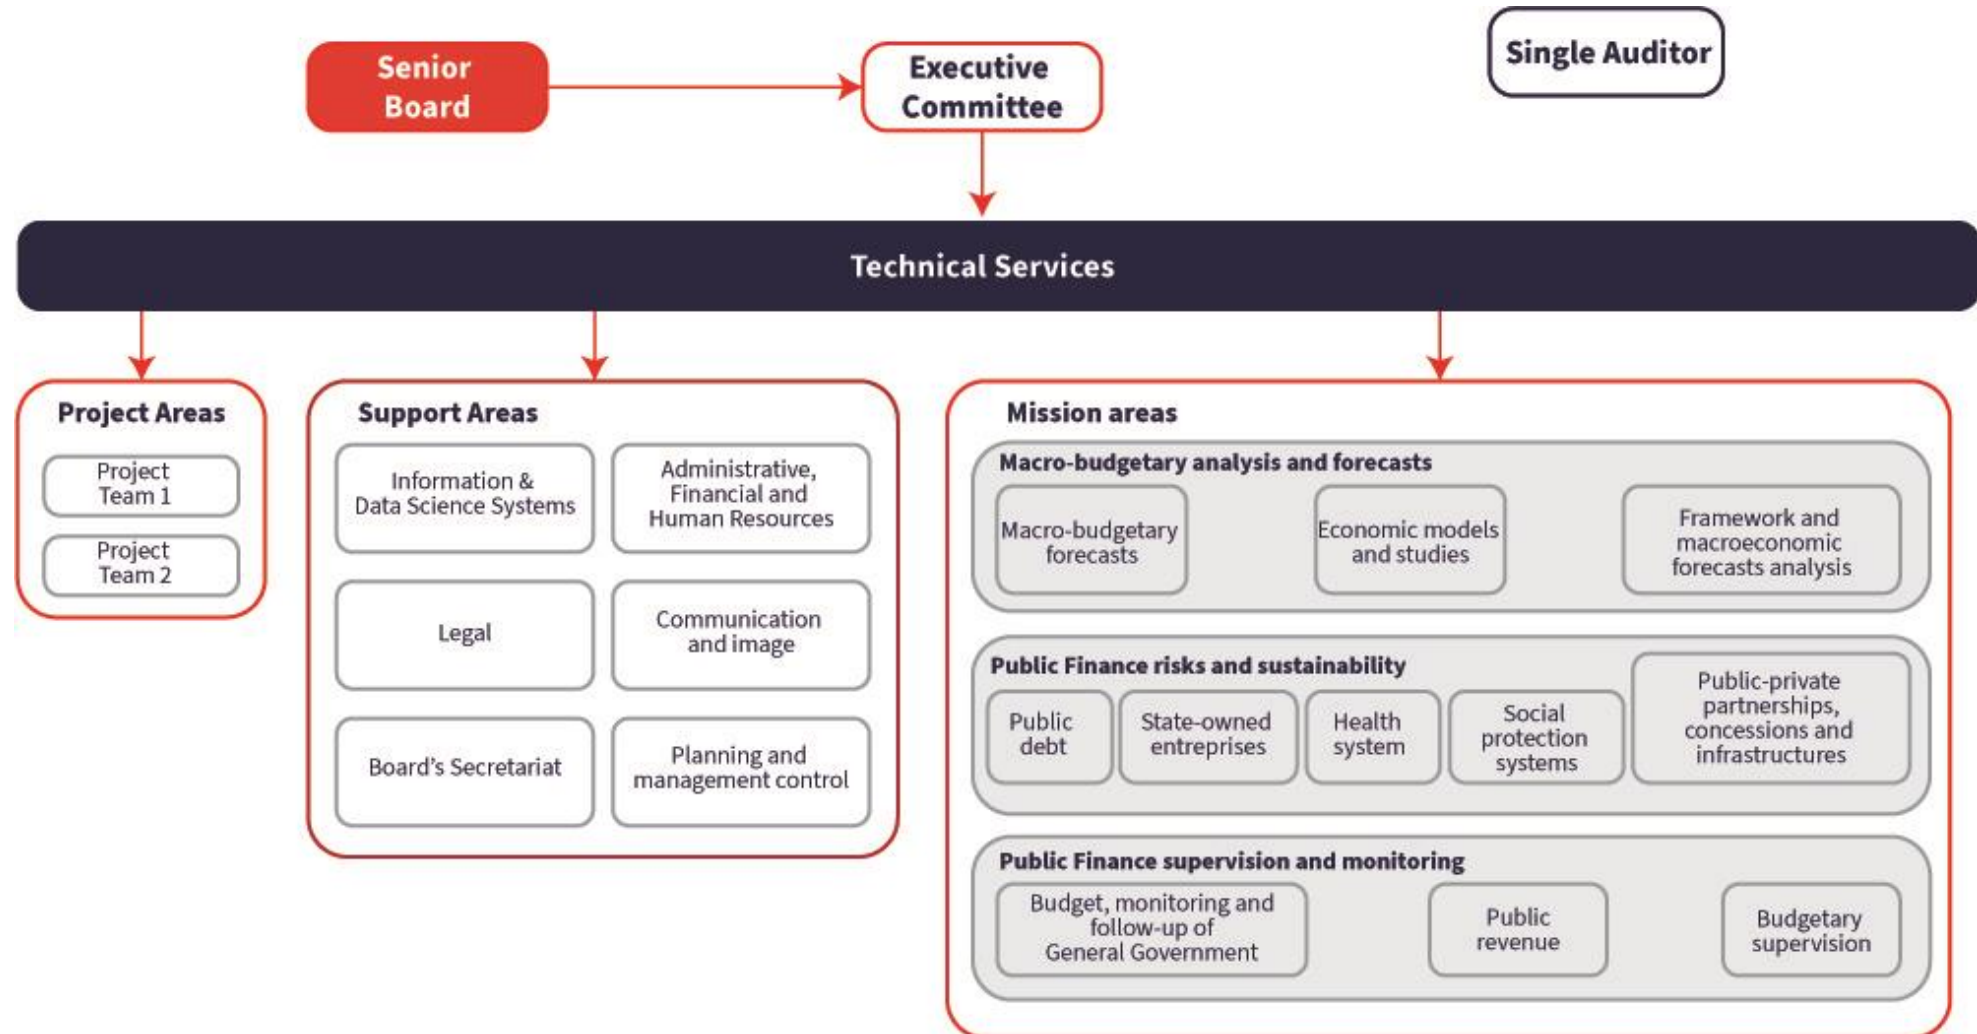 Senior
Board
Executive
Committee
Single Auditor
Technical Services
Project Areas
Project
Team 1
Project
Team 2
Support Areas
Information &
Data Science Systems
Administrative,
Financial and
Human Resources
Legal
Communication
and image
Board's Secretariat
Planning and
management control
Mission areas
Macro-budgetary analysis and forecasts
Macro-budgetary
forecasts
Economic models
and studies
Framework and
macroeconomic
forecasts analysis
Public Finance risks and sustainability
Public
debt
State-owned
entreprises
Health
system
Social
protection
systems
Public-private
partnerships,
concessions and
infrastructures
Public Finance supervision and monitoring
Budget, monitoring and
follow-up of
General Government
Public
revenue
Budgetary
supervision